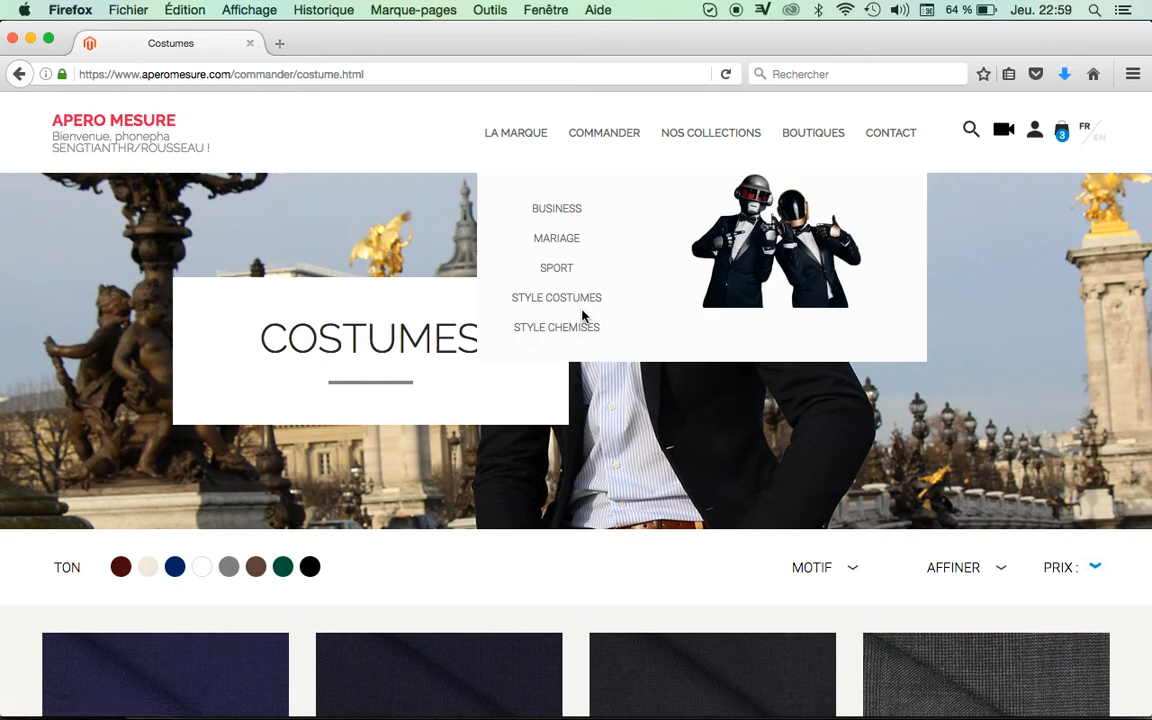 Firefox Fichier Édition Affichage Historique Marque-pages Outils Fenêtre Aide 64 % Jeu. 22:59
Costumes
https://www.aperomesure.com/commander/costume.html
Rechercher
APERO MESURE
Bienvenue, phonepha
SENGTIANTHR/ROUSSEAU !
LA MARQUE COMMANDER NOS COLLECTIONS BOUTIQUES CONTACT
3
FR
EN
BUSINESS
MARIAGE
SPORT
STYLE COSTUMES
STYLE CHEMISES
COSTUMES
TON
MOTIF
AFFINER
PRIX :